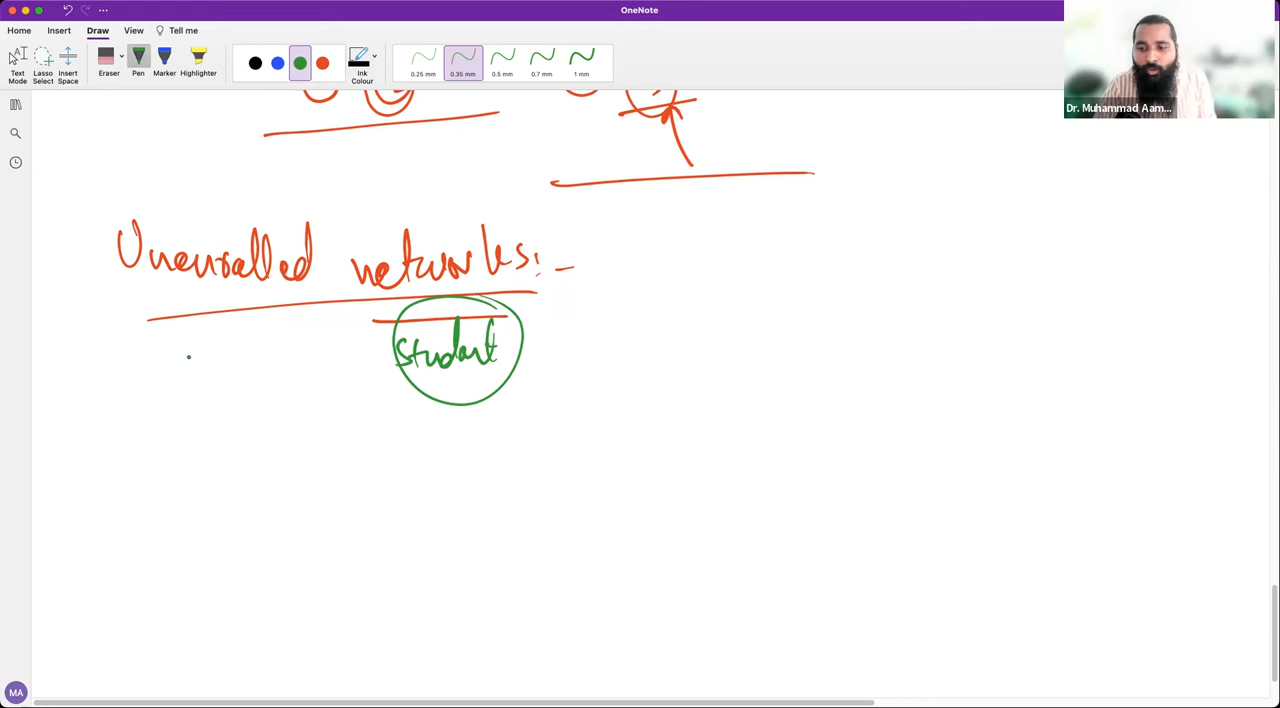 OneNote
Home Insert Draw View Tell me
Text Mode
Lasso Select
Insert Space
Eraser
Pen
Marker
Highlighter
Ink Colour
0.25 mm
0.35 mm
0.5 mm
0.7 mm
1 mm
Dr. Muhammad Aam...
networks:-
Student
MA